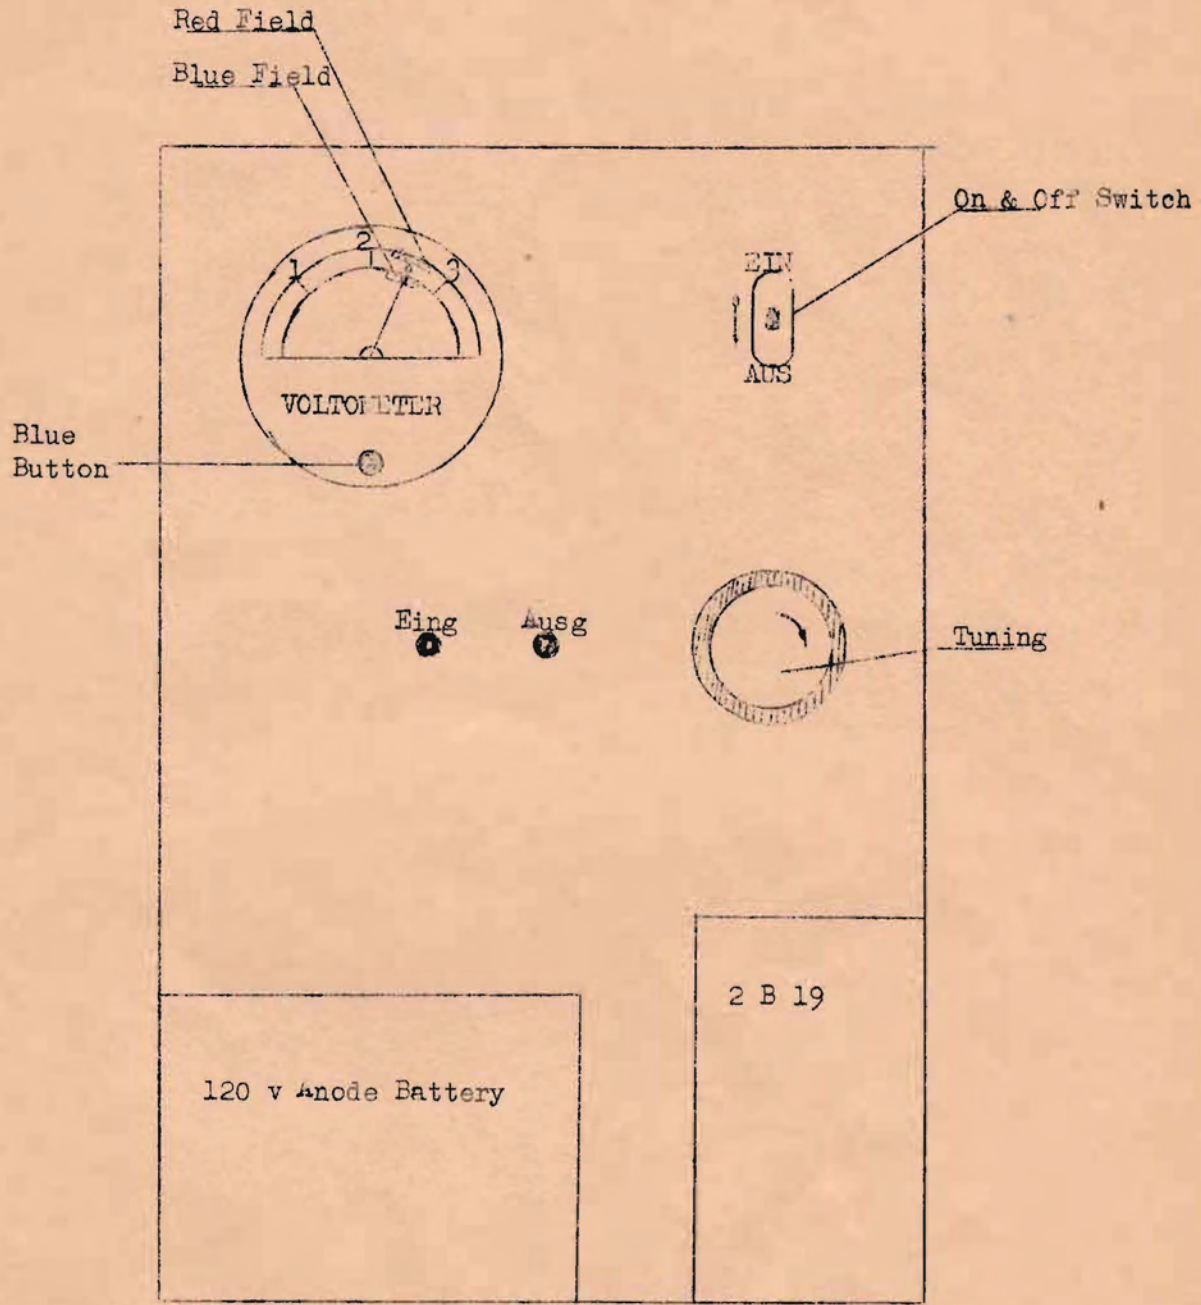 Red Field
Blue Field
On & Off Switch
1 2 3
EIN
AUS
VOLTOMETER
Blue
Button
Eing Ausg
Tuning
2 B 19
120 v Anode Battery